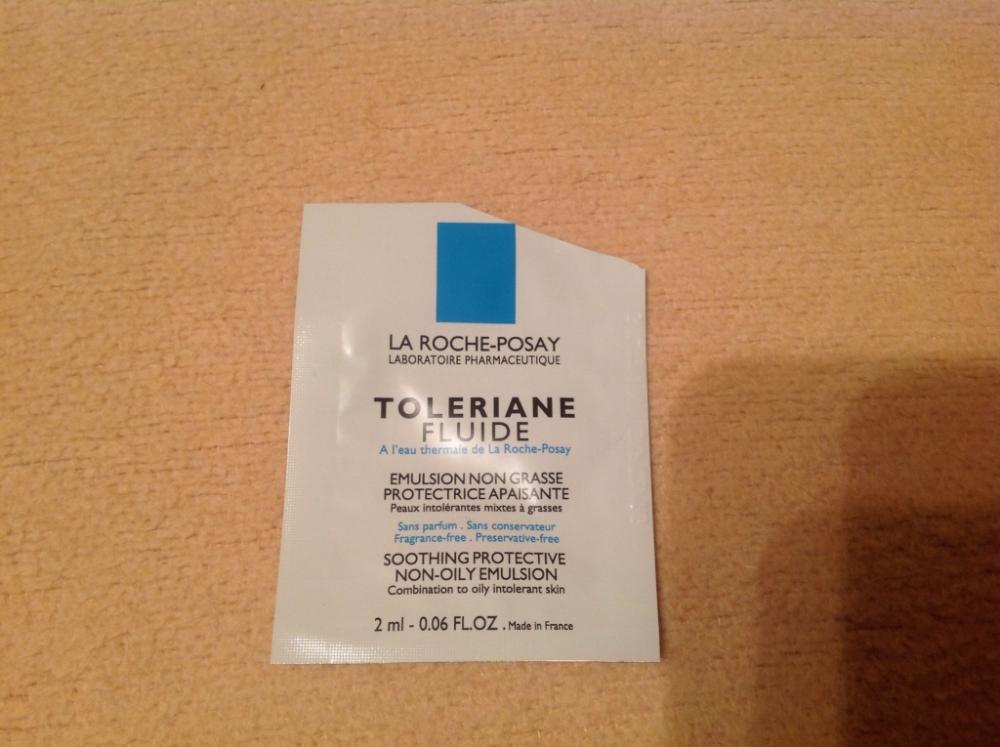 LA ROCHE-POSAY
LABORATOIRE PHARMACEUTIQUE
TOLERIANE
FLUIDE
A l'eau thermale de La Roche-Posay
EMULSION NON GRASSE
PROTECTRICE APAISANTE
Peaux intolérantes mixtes à grasses
Sans parfum . Sans conservateur
Fragrance-free . Preservative-free
SOOTHING PROTECTIVE
NON-OILY EMULSION
Combination to oily intolerant skin
2 ml - 0.06 FL.OZ . Made in France